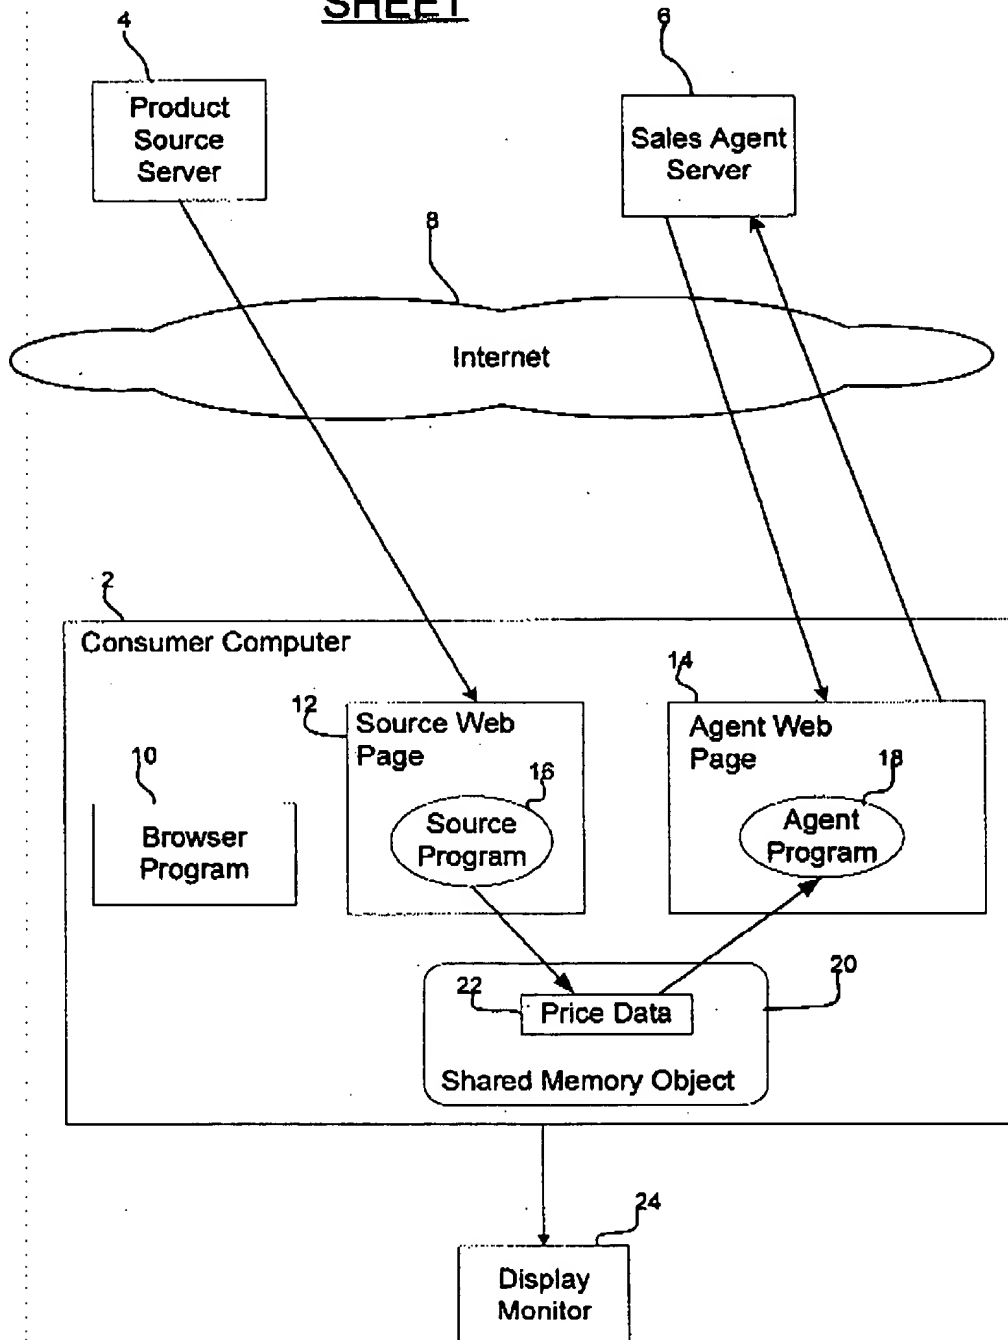 SHEET
4
6
Product
Source
Server
Sales Agent
Server
8
Internet
2
Consumer Computer
14
12
Source Web
Page
Agent Web
Page
10
16
18
Browser
Program
Source
Program
Agent
Program
20
22
Price Data
Shared Memory Object
24
Display
Monitor